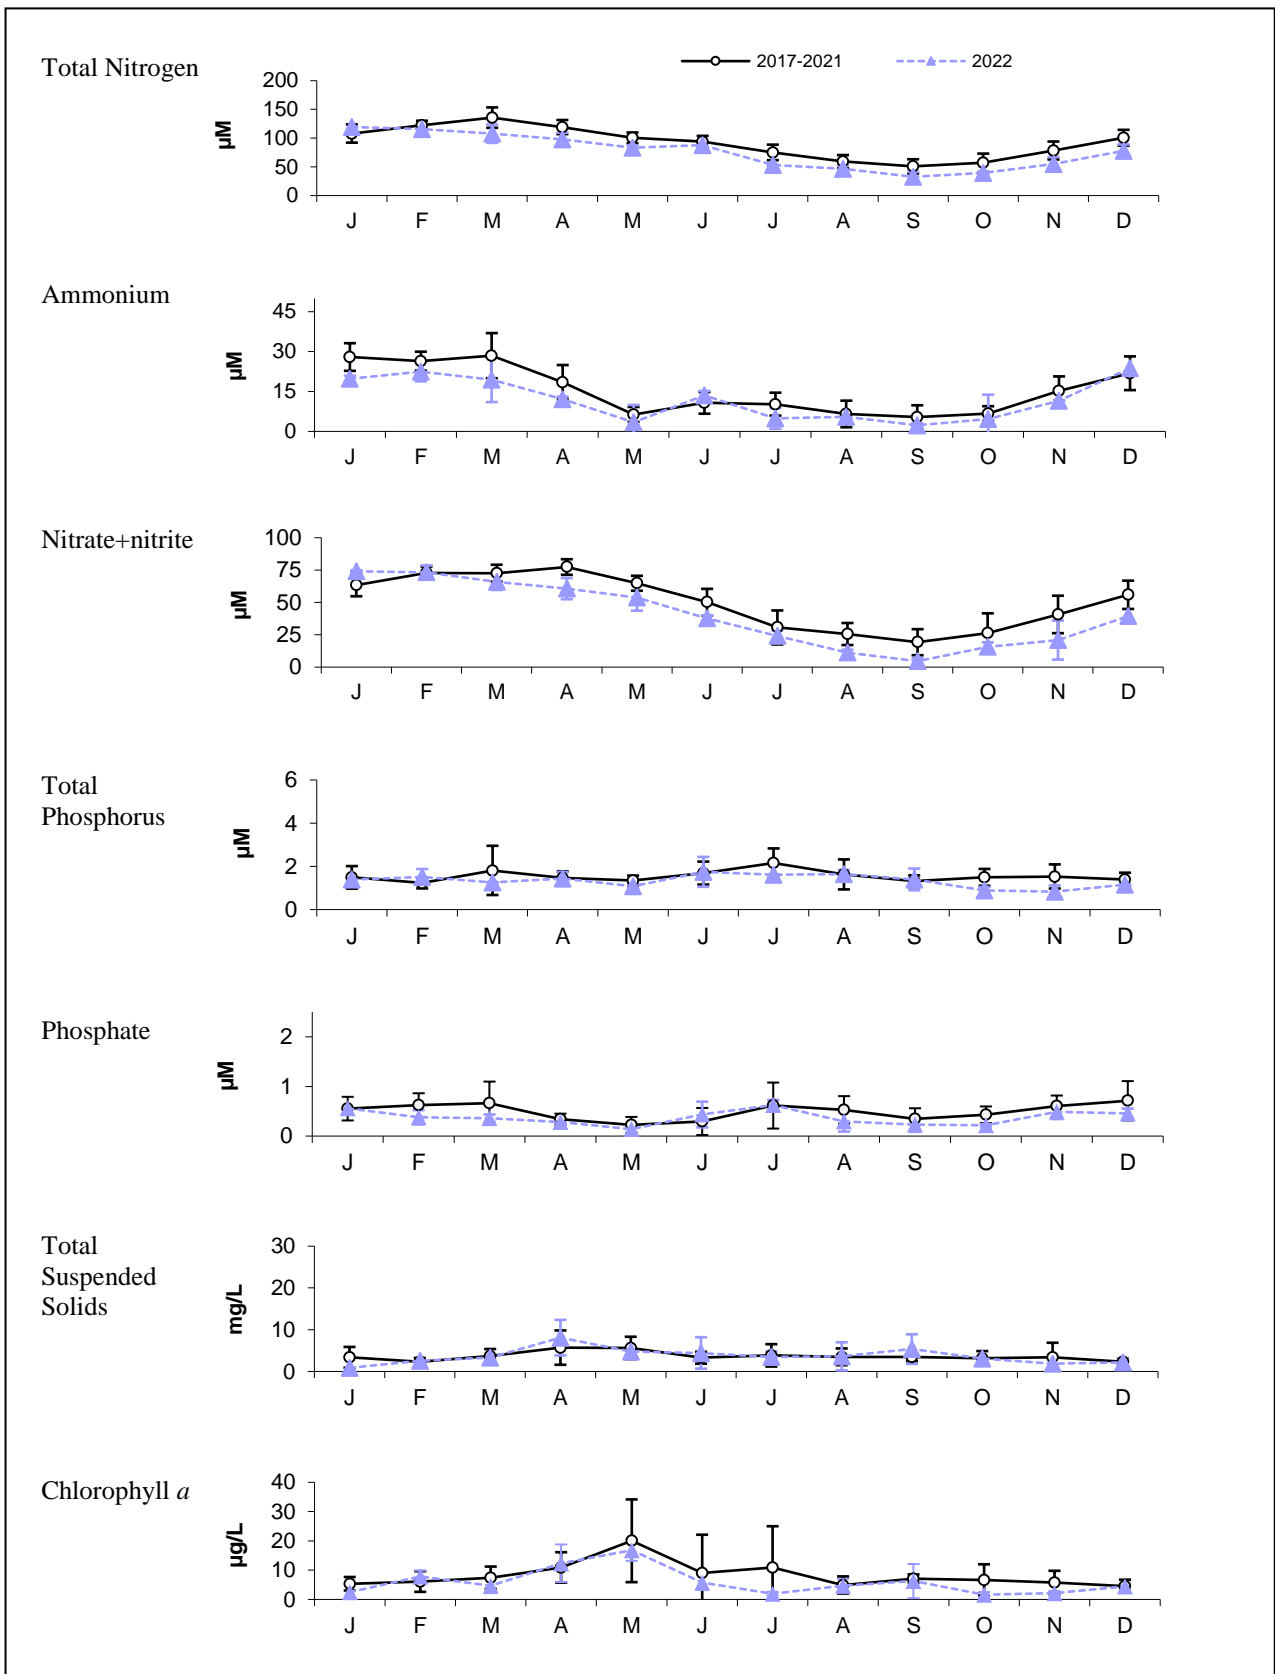 Total Nitrogen
2017-2021
2022
200
150
100
50
0
µM
J F M A M J J A S O N D
Ammonium
45
30
15
0
µM
J F M A M J J A S O N D
Nitrate+nitrite
100
75
50
25
0
µM
J F M A M J J A S O N D
Total
Phosphorus
6
4
2
0
µM
J F M A M J J A S O N D
Phosphate
2
1
0
µM
J F M A M J J A S O N D
Total
Suspended
Solids
30
20
10
0
mg/L
J F M A M J J A S O N D
Chlorophyll a
40
30
20
10
0
µg/L
J F M A M J J A S O N D